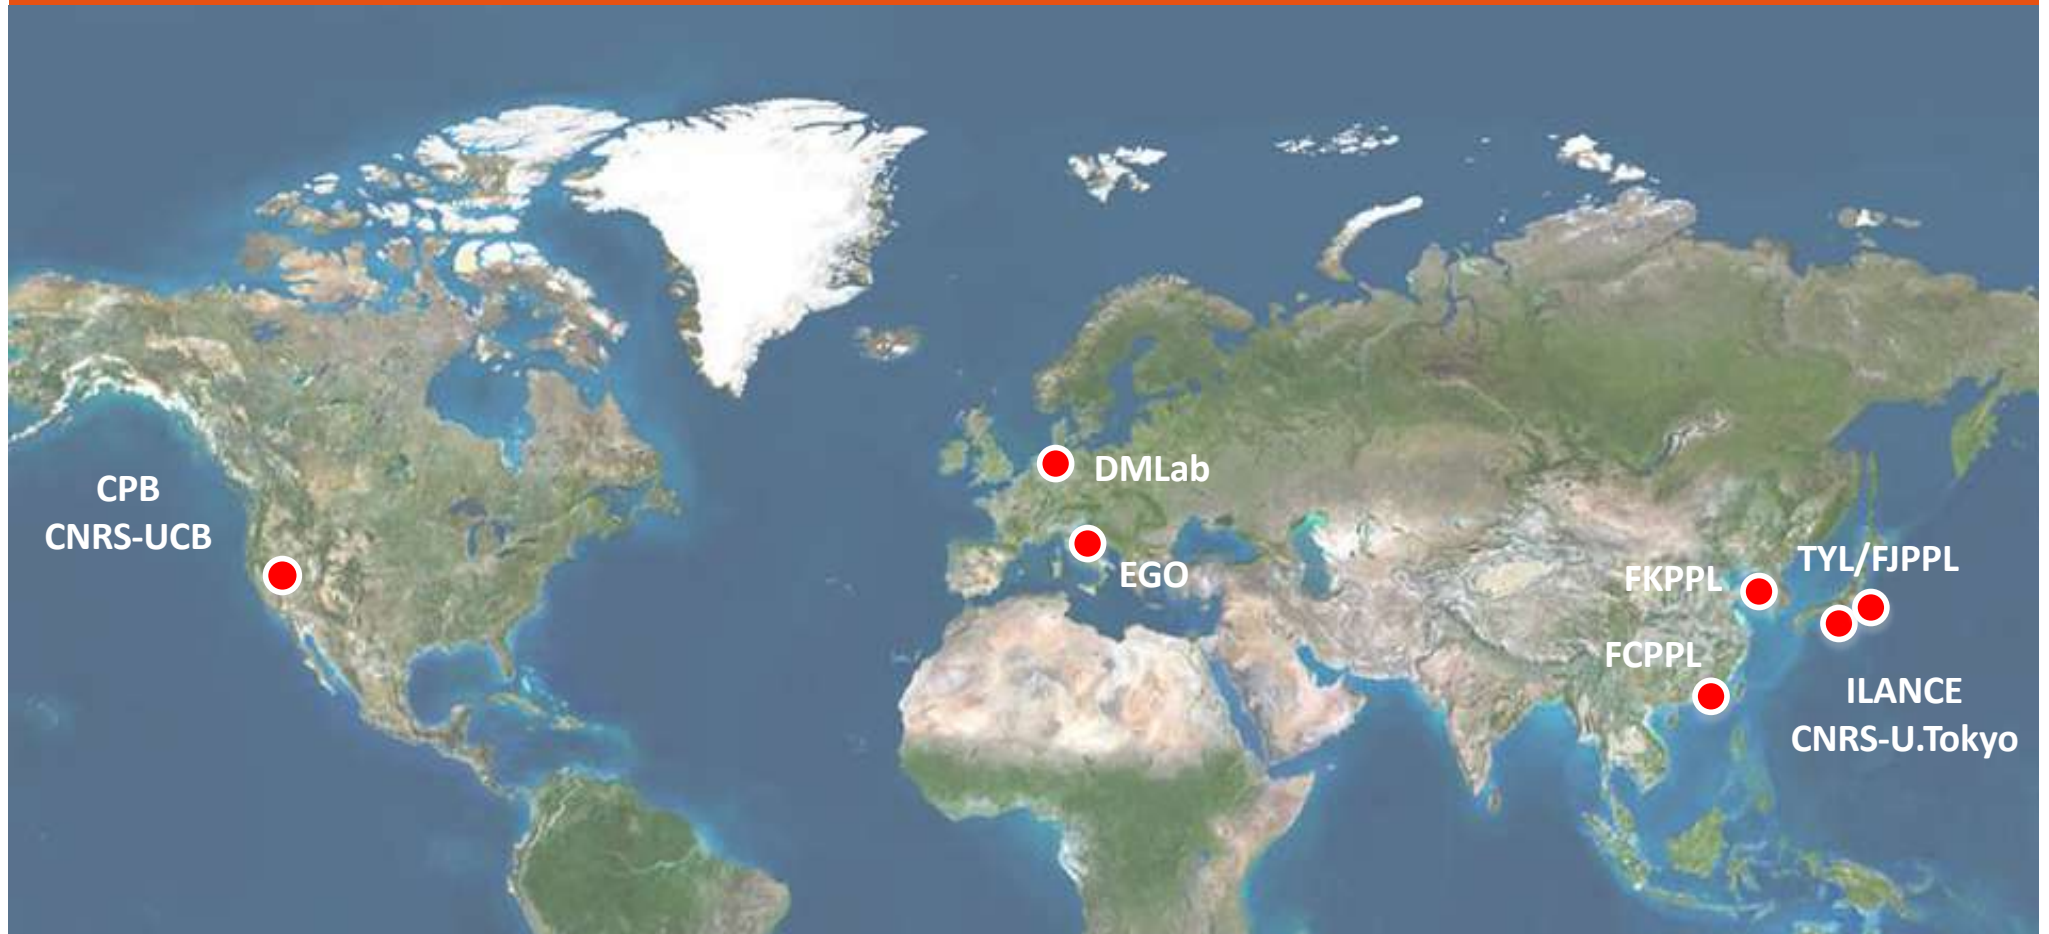 CPB
CNRS-UCB
DMLab
EGO
FKPPL
TYL/FJPPL
FCPPL
ILANCE
CNRS-U.Tokyo